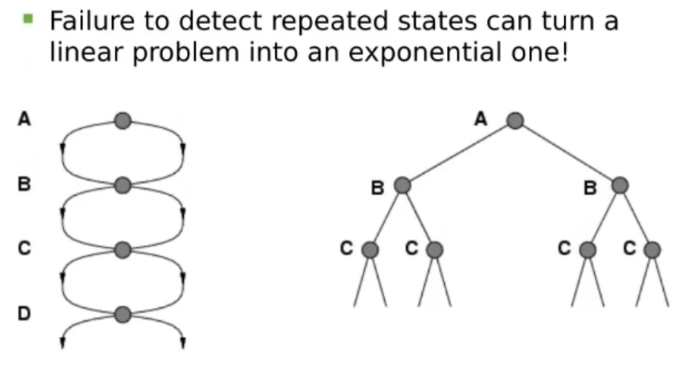 Failure to detect repeated states can turn a
linear problem into an exponential one!
A
B
C
D
A
B B
C C C C